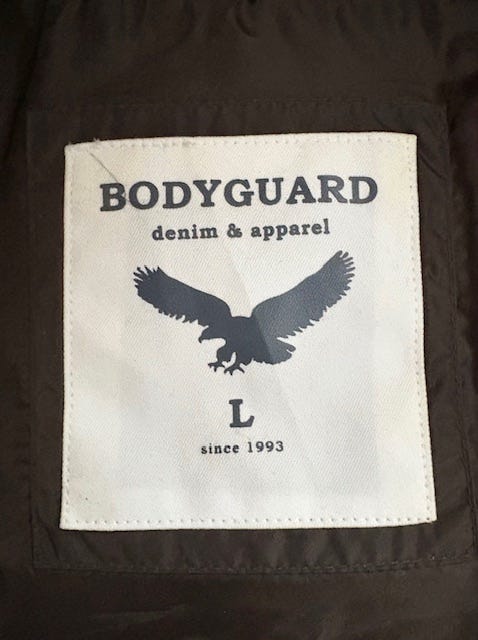 BODYGUARD
denim & apparel
L
since 1993